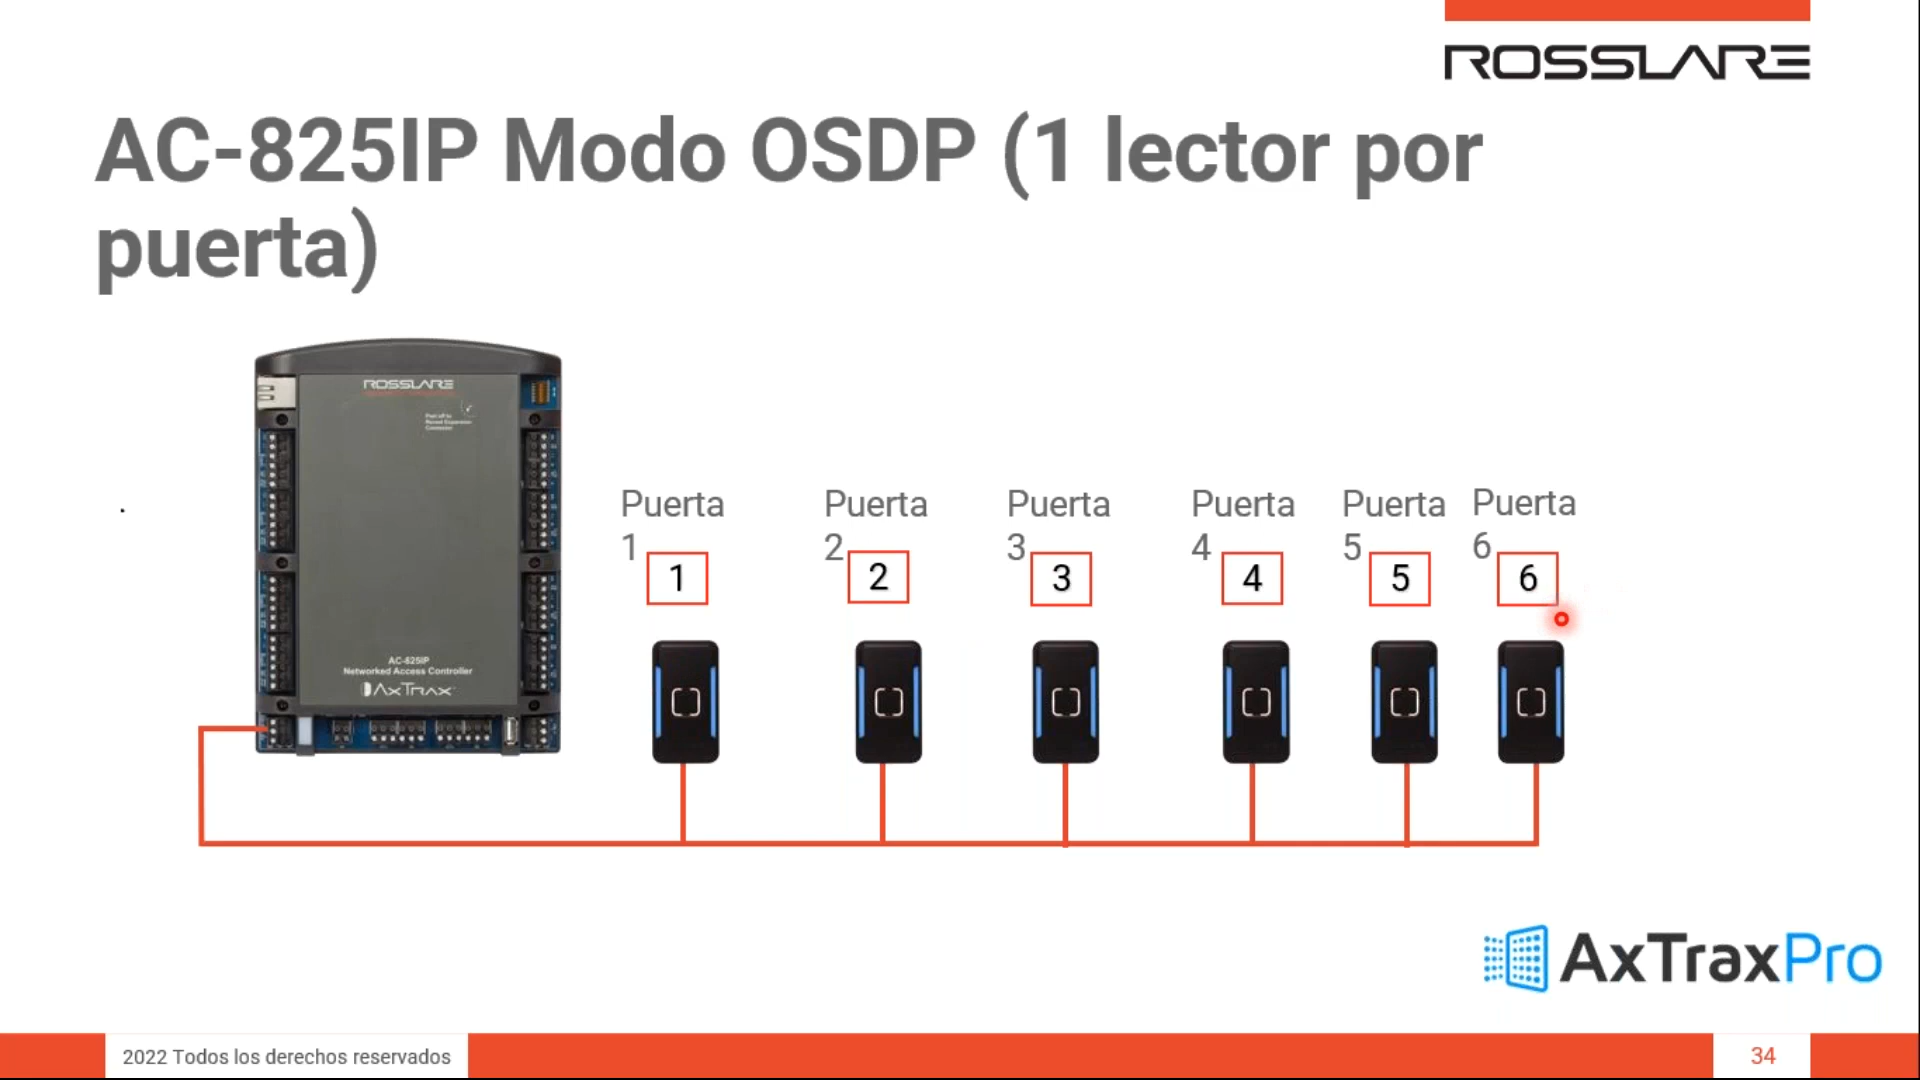 ROSSLARE
AC-825IP Modo OSDP (1 lector por
puerta)
ROSSLARE
AC-825IP
Networked Access Controller
AxTrax
Puerta
1
1
Puerta
2
2
Puerta
3
3
Puerta
4
4
Puerta
5
5
Puerta
6
6
AxTraxPro
2022 Todos los derechos reservados
34